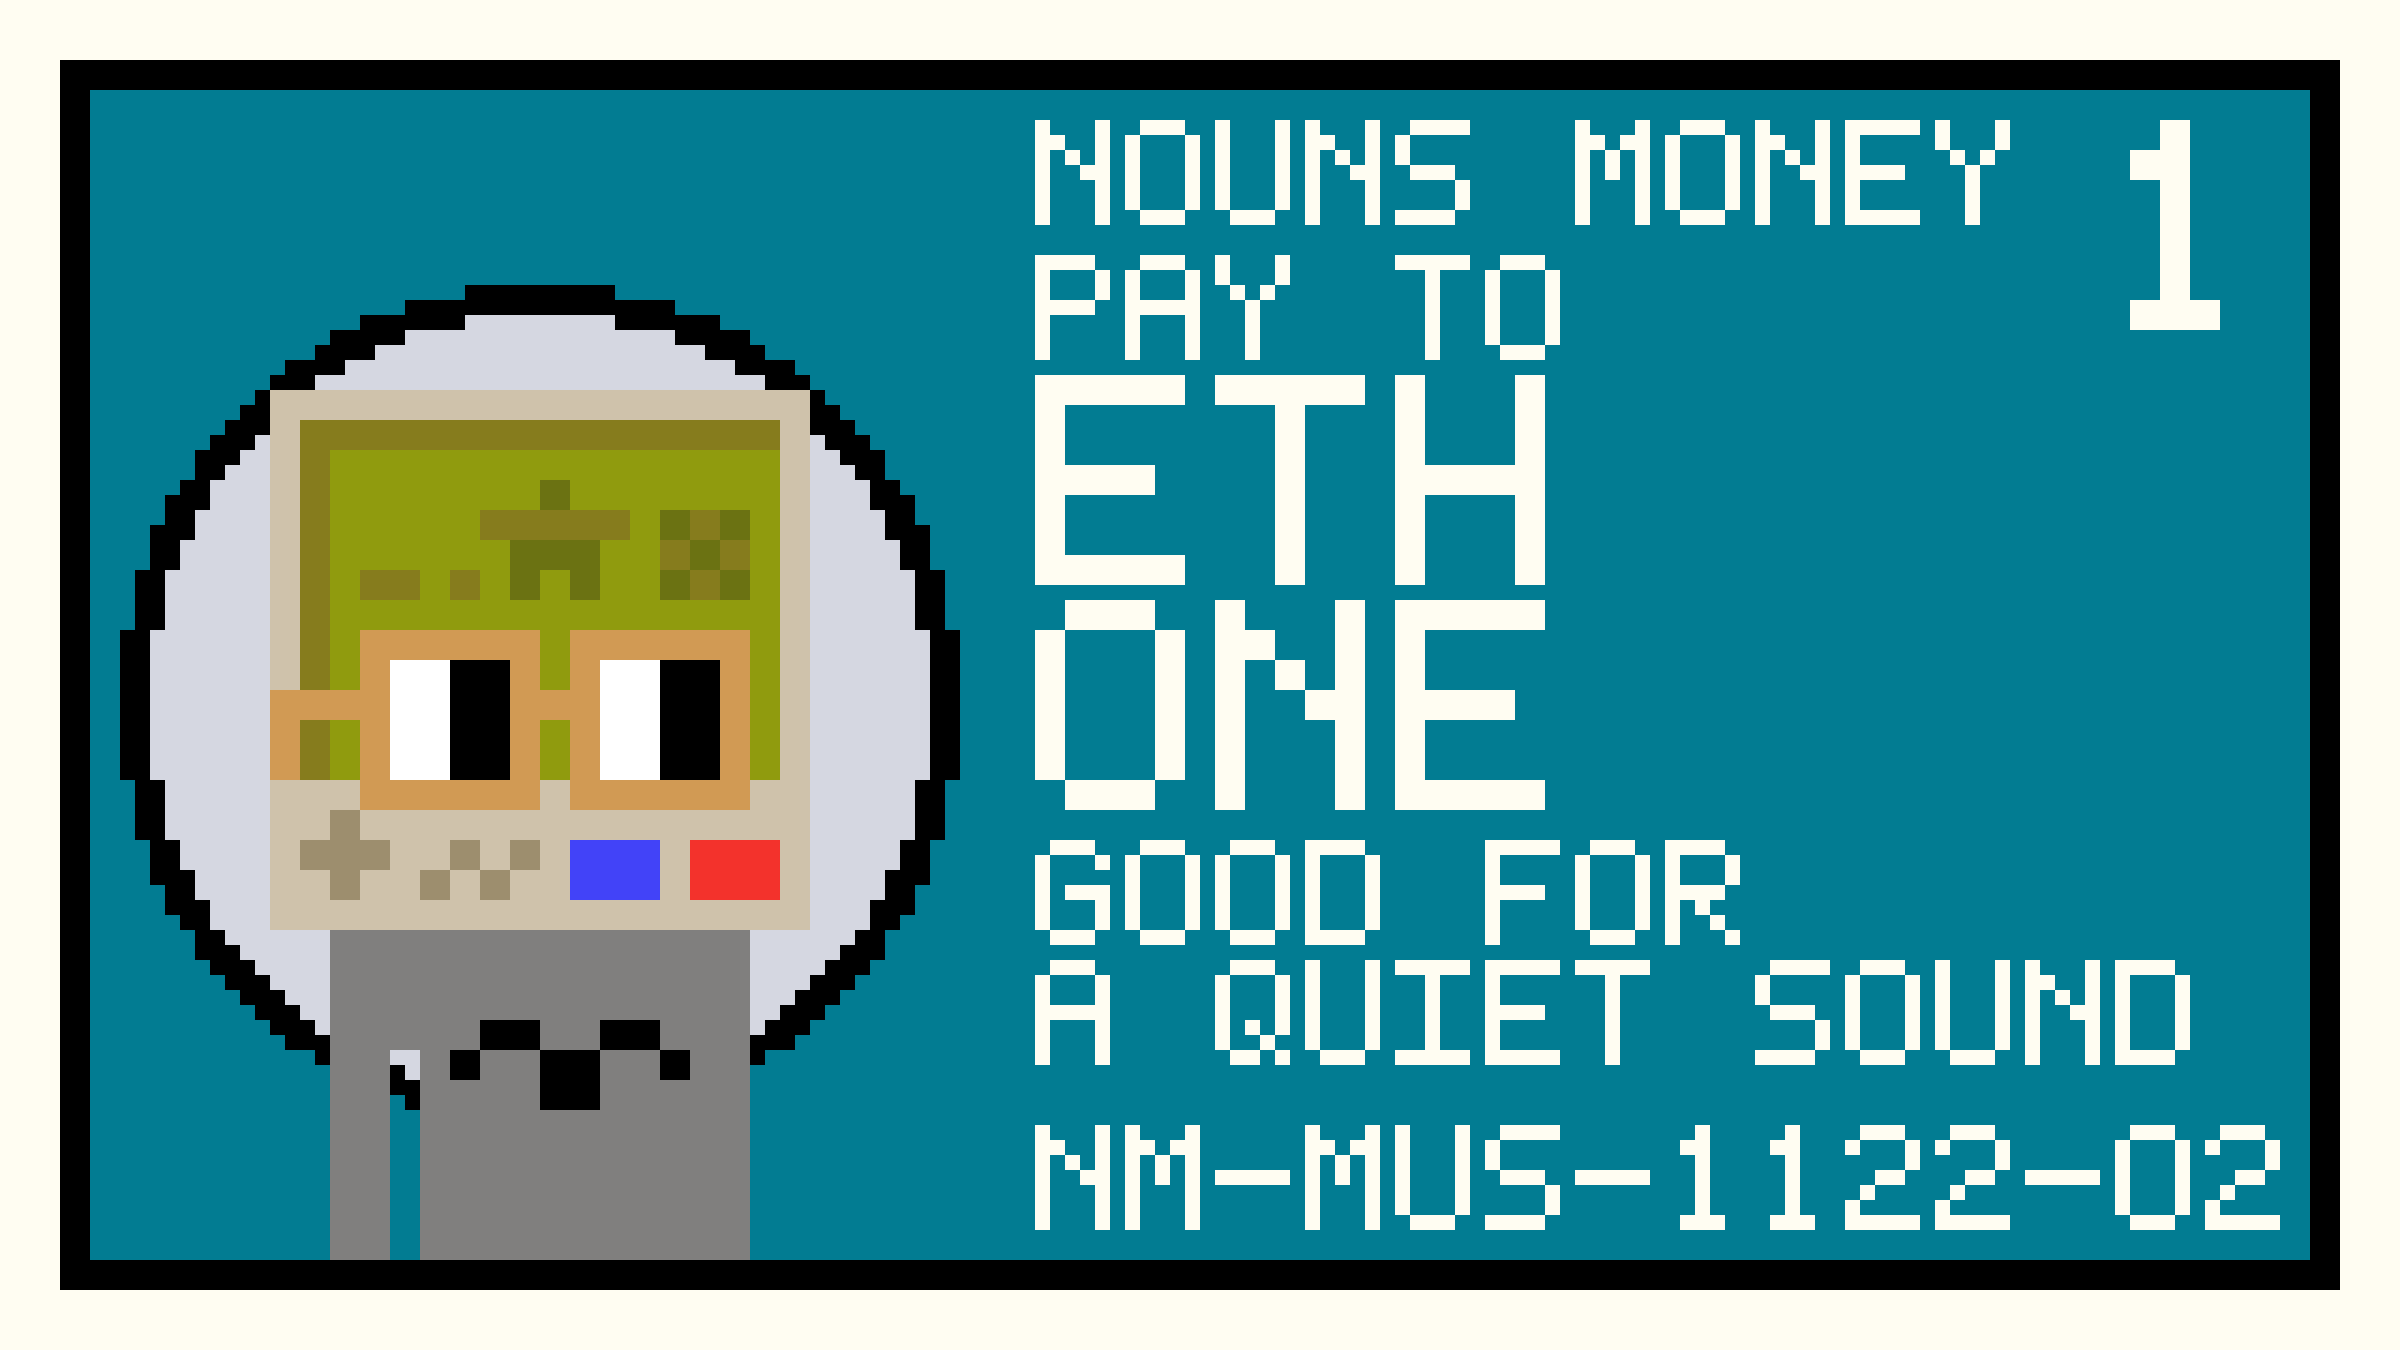 NOUNS MONEY 1
PAY TO
ETH
ONE
GOOD FOR
A QUIET SOUND
NM-MUS-1122-02